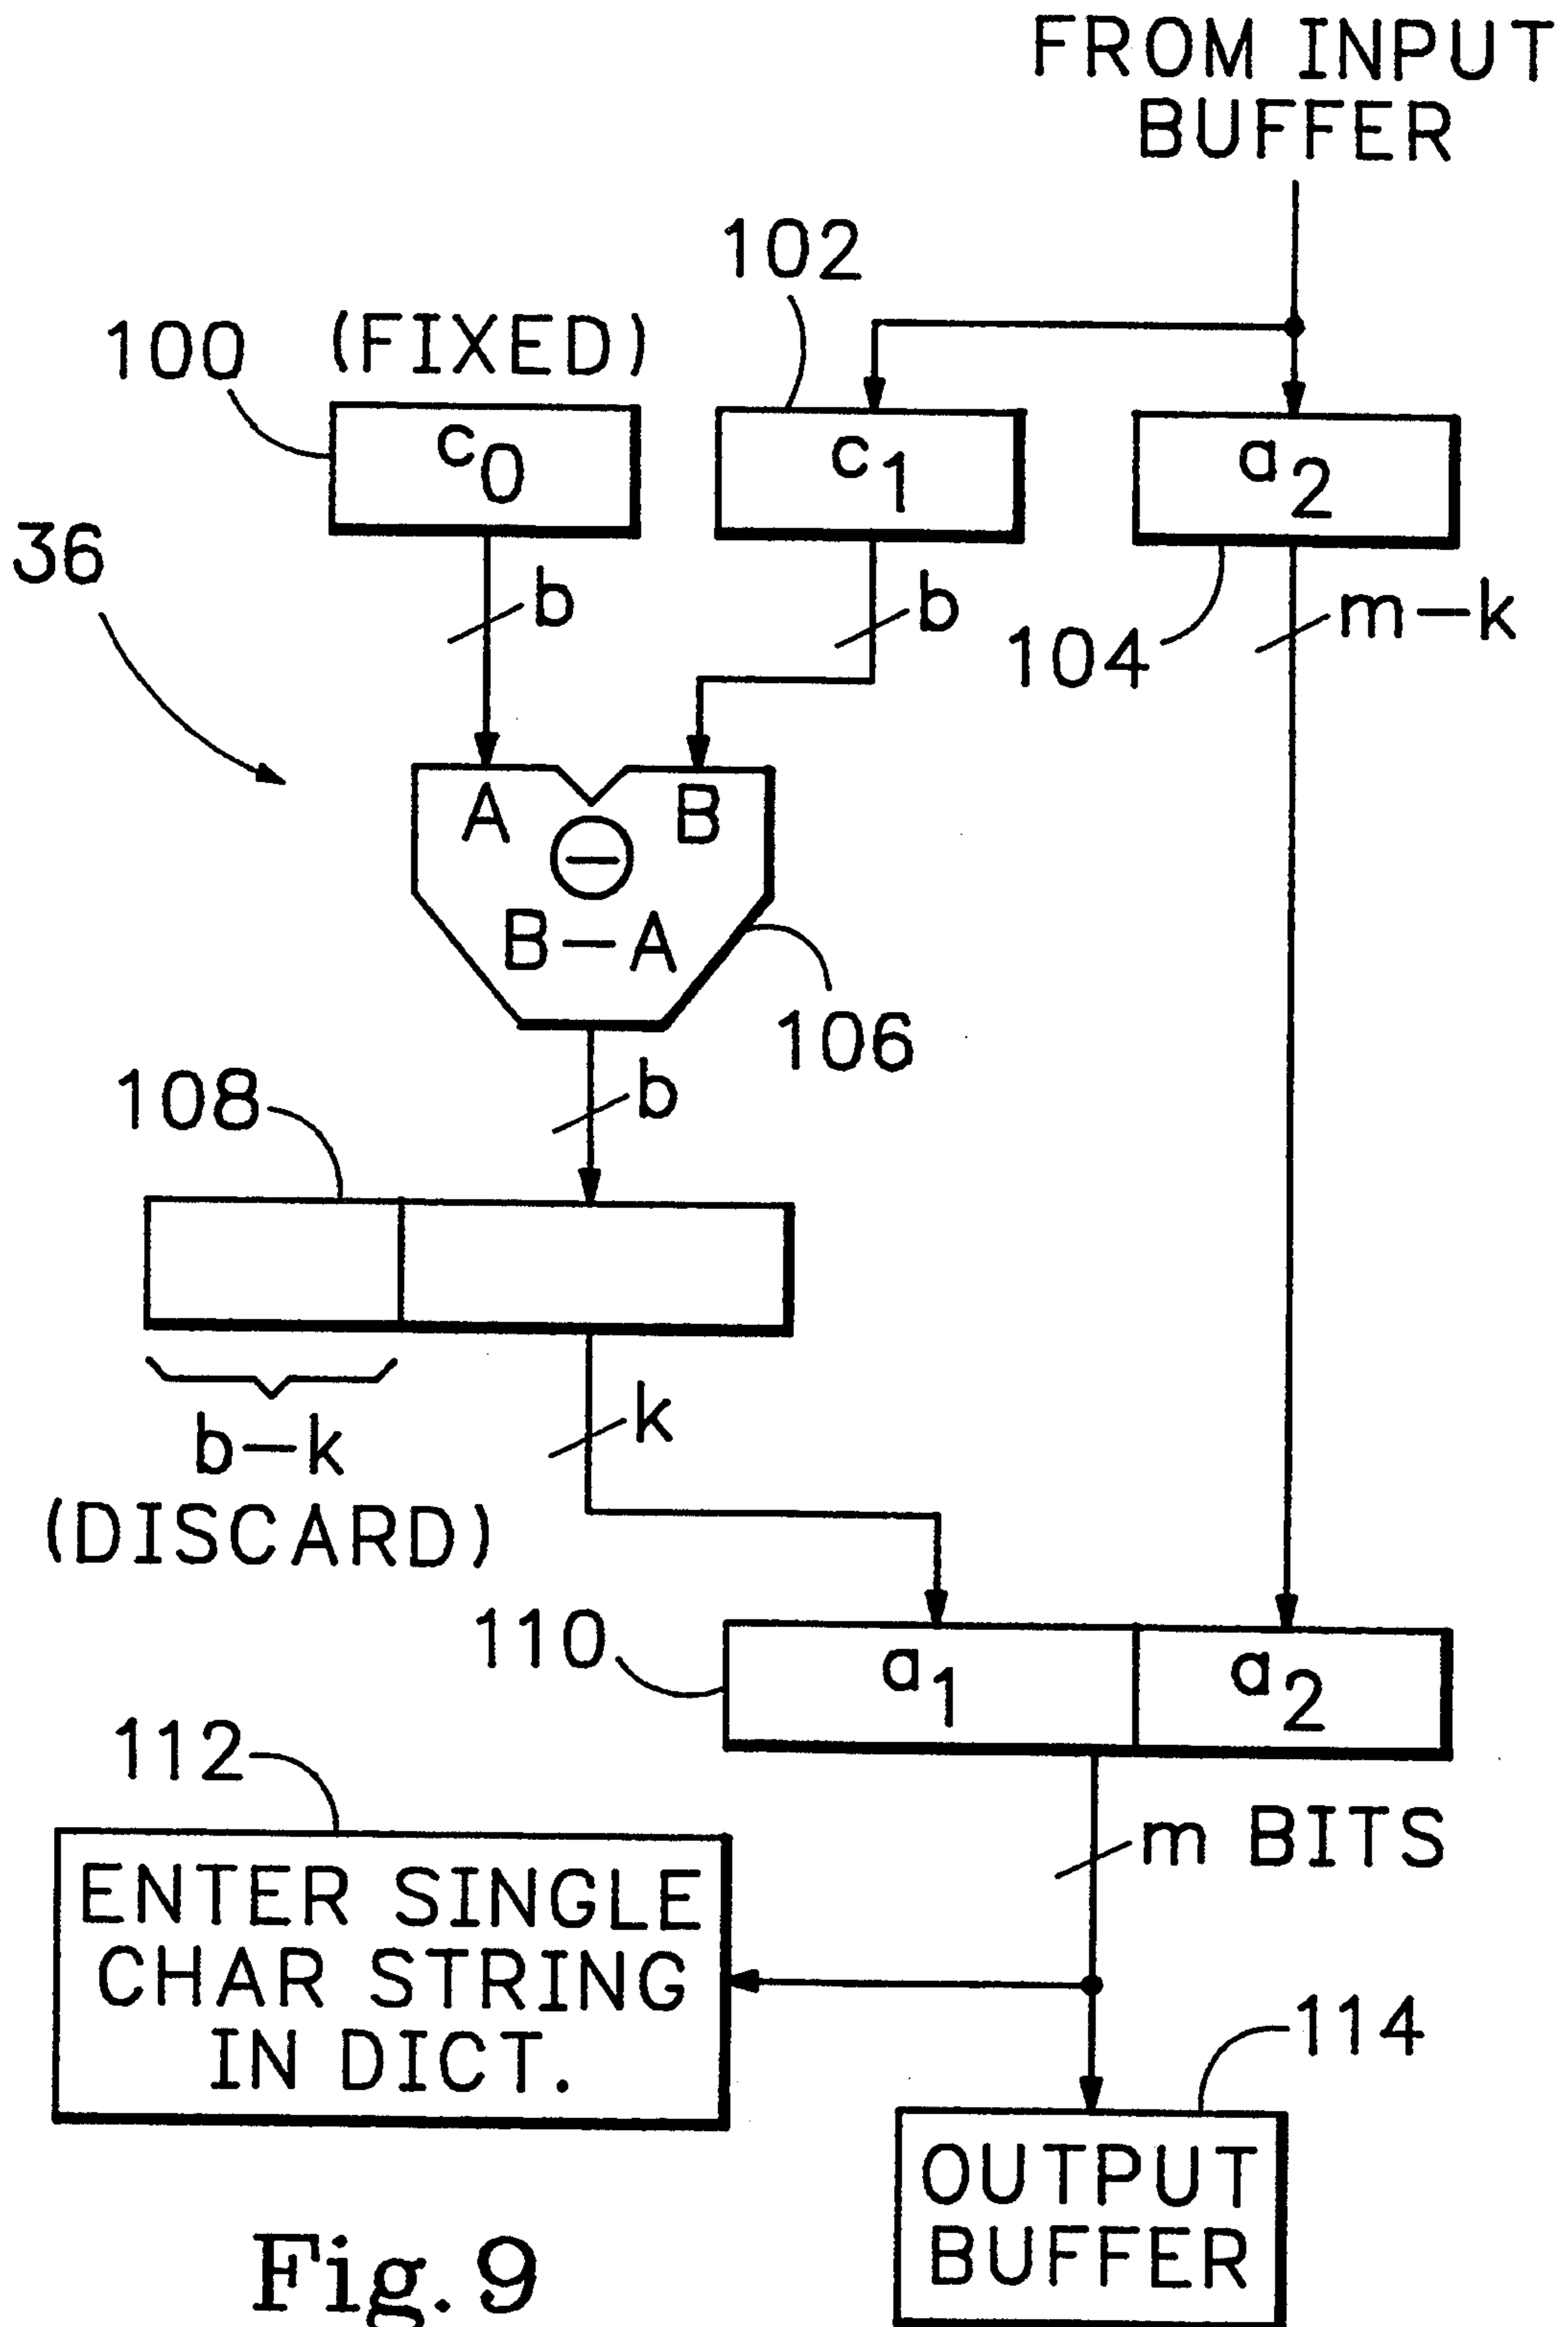 FROM INPUT
BUFFER
102
100
(FIXED)
c0
c1
a2
36
b
b
104
m-k
A
B
B-A
106
108
b
b-k
(DISCARD)
k
110
a1
a2
112
m BITS
ENTER SINGLE
CHAR STRING
IN DICT.
114
OUTPUT
BUFFER
Fig. 9